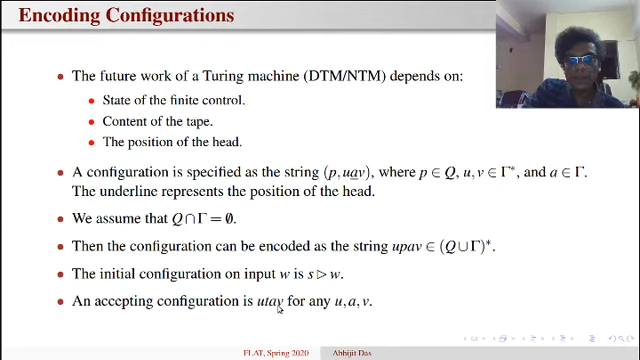 Encoding Configurations
• The future work of a Turing machine (DTM/NTM) depends on:
• State of the finite control.
• Content of the tape.
• The position of the head.
• A configuration is specified as the string (p, uav), where p ∈ Q, u, v ∈ Γ*, and a ∈ Γ.
The underline represents the position of the head.
• We assume that Q ∩ Γ = ∅.
• Then the configuration can be encoded as the string upav ∈ (Q ∪ Γ)*.
• The initial configuration on input w is s ▷ w.
• An accepting configuration is utav for any u, a, v.
FLAT, Spring 2020 Abhijit Das